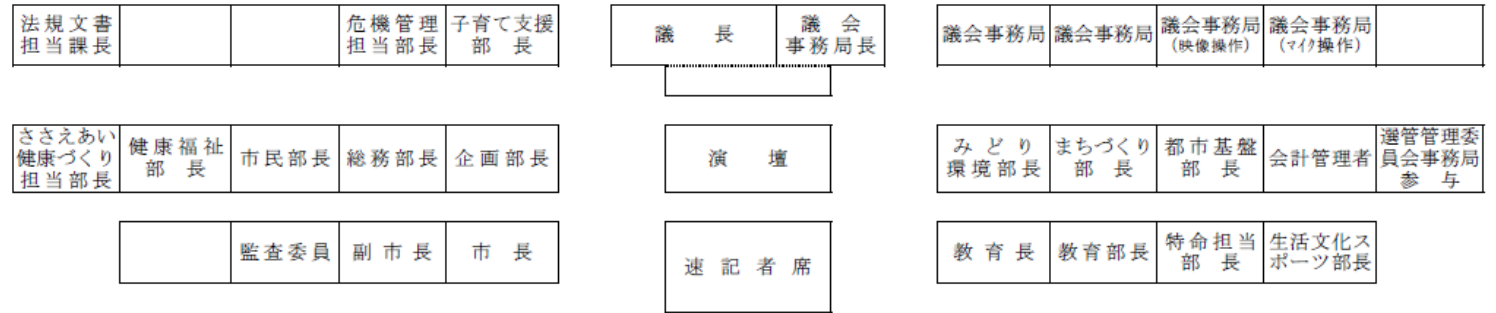 法規文書担当課長
危機管理担当部長
子育て支援部長
議長
議会事務局長
議会事務局
議会事務局
議会事務局(映像操作)
議会事務局(マイク操作)
ささえあい健康づくり担当部長
健康福祉部長
市民部長
総務部長
企画部長
演壇
みどり環境部長
まちづくり部長
都市基盤部長
会計管理者
選管管理委員会事務局参与
監査委員
副市長
市長
速記者席
教育長
教育部長
特命担当部長
生活文化スポーツ部長